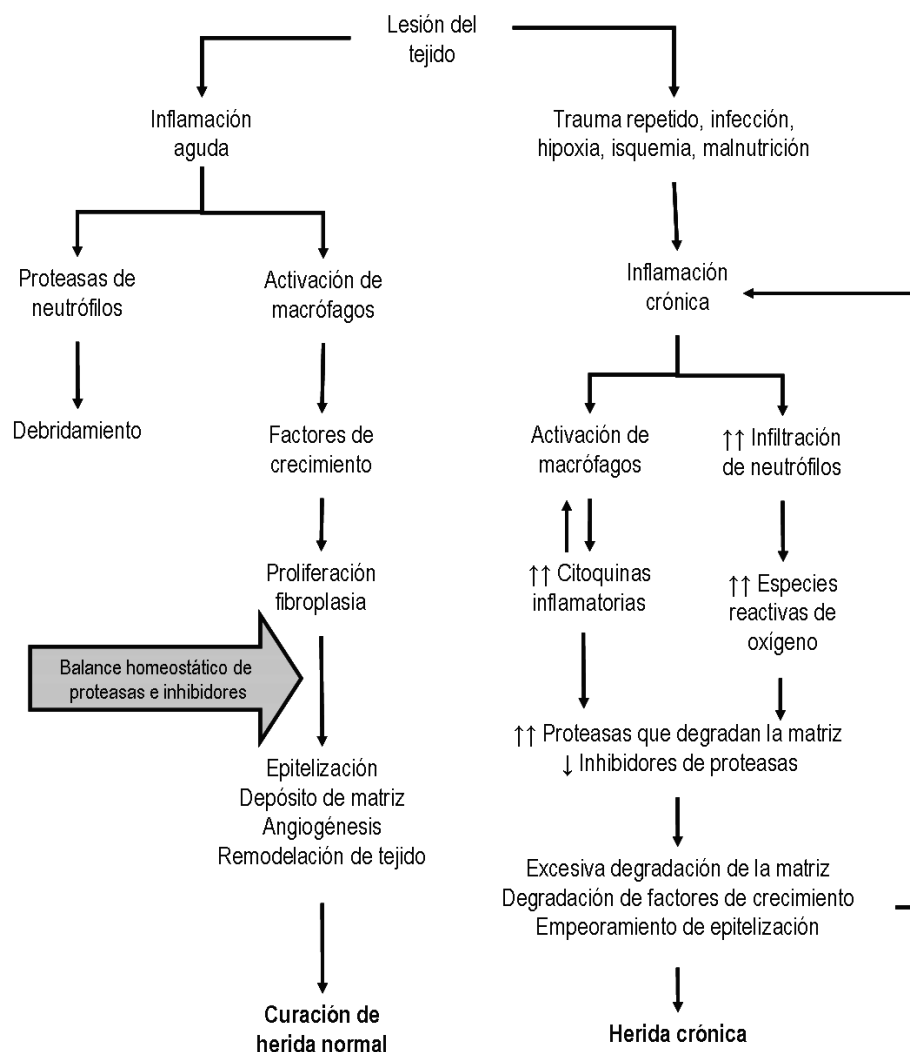 Lesión del
tejido
Inflamación
aguda
Trauma repetido, infección,
hipoxia, isquemia, malnutrición
Proteasas de
neutrófilos
Activación de
macrófagos
Inflamación
crónica
Debridamiento
Factores de
crecimiento
Activación de
macrófagos
↑↑ Infiltración
de neutrófilos
Proliferación
fibroplasia
↑↑ Citoquinas
inflamatorias
↑↑ Especies
reactivas de
oxígeno
Balance homeostático de
proteasas e inhibidores
↑↑ Proteasas que degradan la matriz
↓ Inhibidores de proteasas
Epitelización
Depósito de matriz
Angiogénesis
Remodelación de tejido
Excesiva degradación de la matriz
Degradación de factores de crecimiento
Empeoramiento de epitelización
Curación de
herida normal
Herida crónica